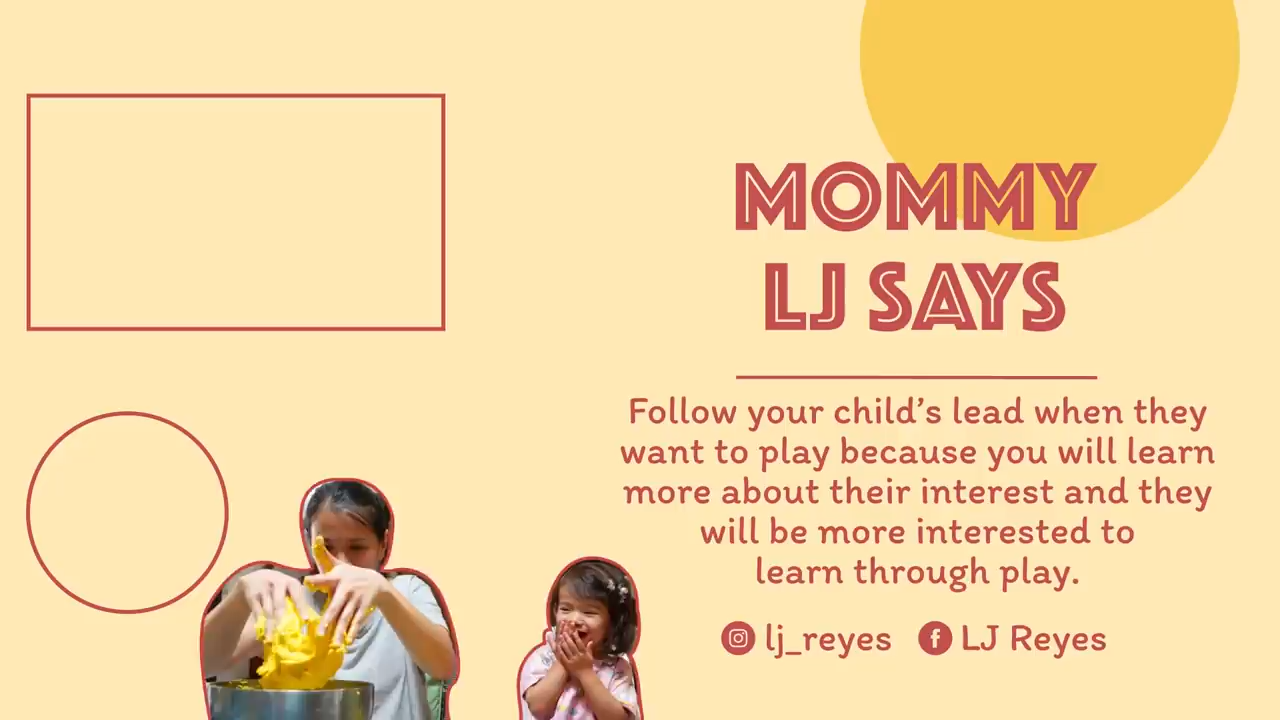 MOMMY
LJ SAYS
Follow your child’s lead when they
want to play because you will learn
more about their interest and they
will be more interested to
learn through play.
lj_reyes LJ Reyes